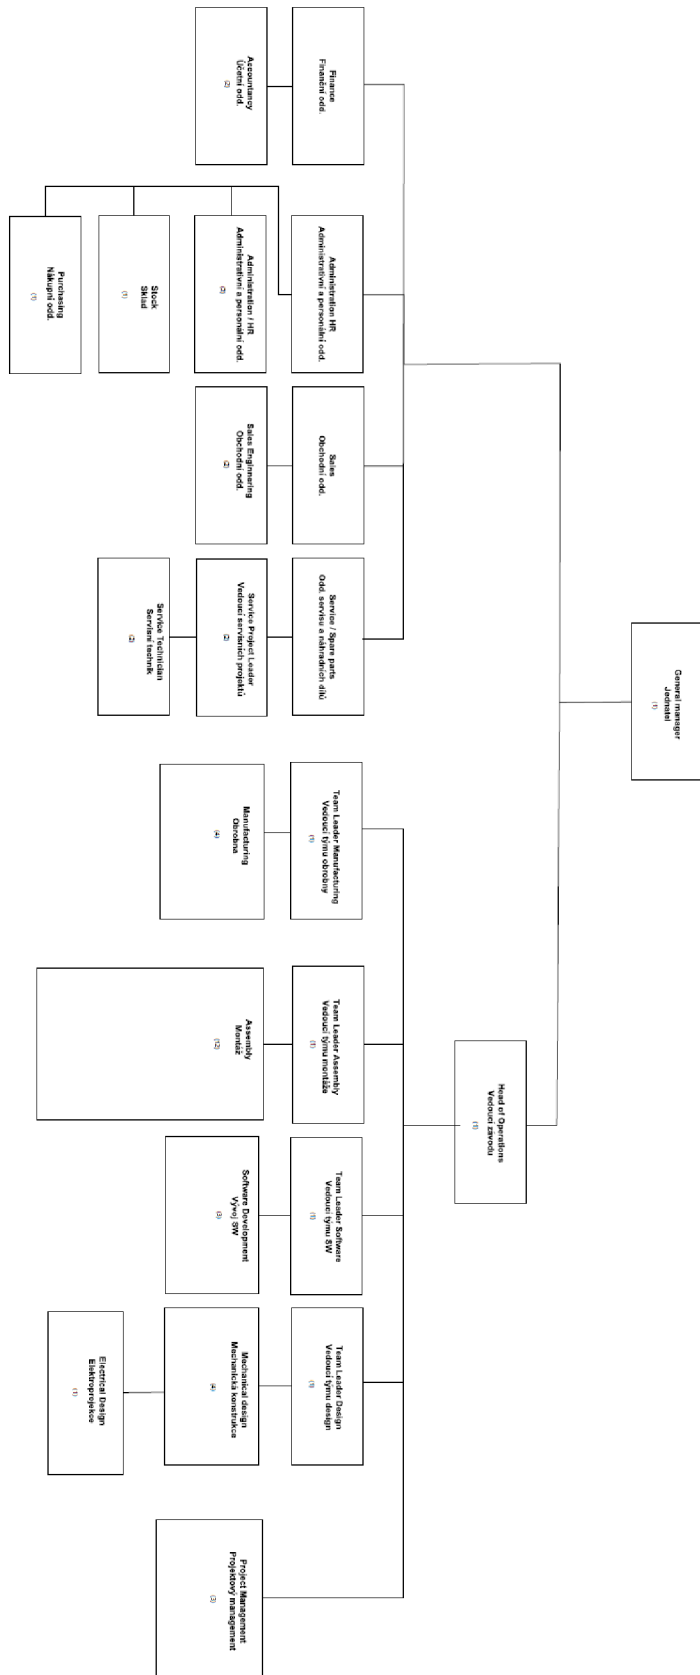 General manager
Jednatel
(1)
Head of Operations
Vedoucí závodu
(1)
Finance
Finanční odd.
Administration HR
Administrativní a personální odd.
Sales
Obchodní odd.
Service / Spare parts
Odd. servisu a náhradních dílů
Team Leader Manufacturing
Vedoucí týmu obrobny
(1)
Team Leader Assembly
Vedoucí týmu montáže
(1)
Team Leader Software
Vedoucí týmu SW
(1)
Team Leader Design
Vedoucí týmu design
(1)
Accountancy
Účetní odd.
(2)
Administration / HR
Administrativní a personální odd.
Sales Enginnering
Obchodní odd.
(2)
Service Project Leader
Vedoucí servisních projektů
(2)
Manufacturing
Obrobna
(4)
Assembly
Montáž
(12)
Software Development
Vývoj SW
(3)
Mechanical design
Mechanická konstrukce
(4)
Project Management
Projektový management
(3)
Stock
Sklad
(1)
Service Technician
Servisní technik
(2)
Electrical Design
Elektroprojekce
(1)
Purchasing
Nákupní odd.
(1)